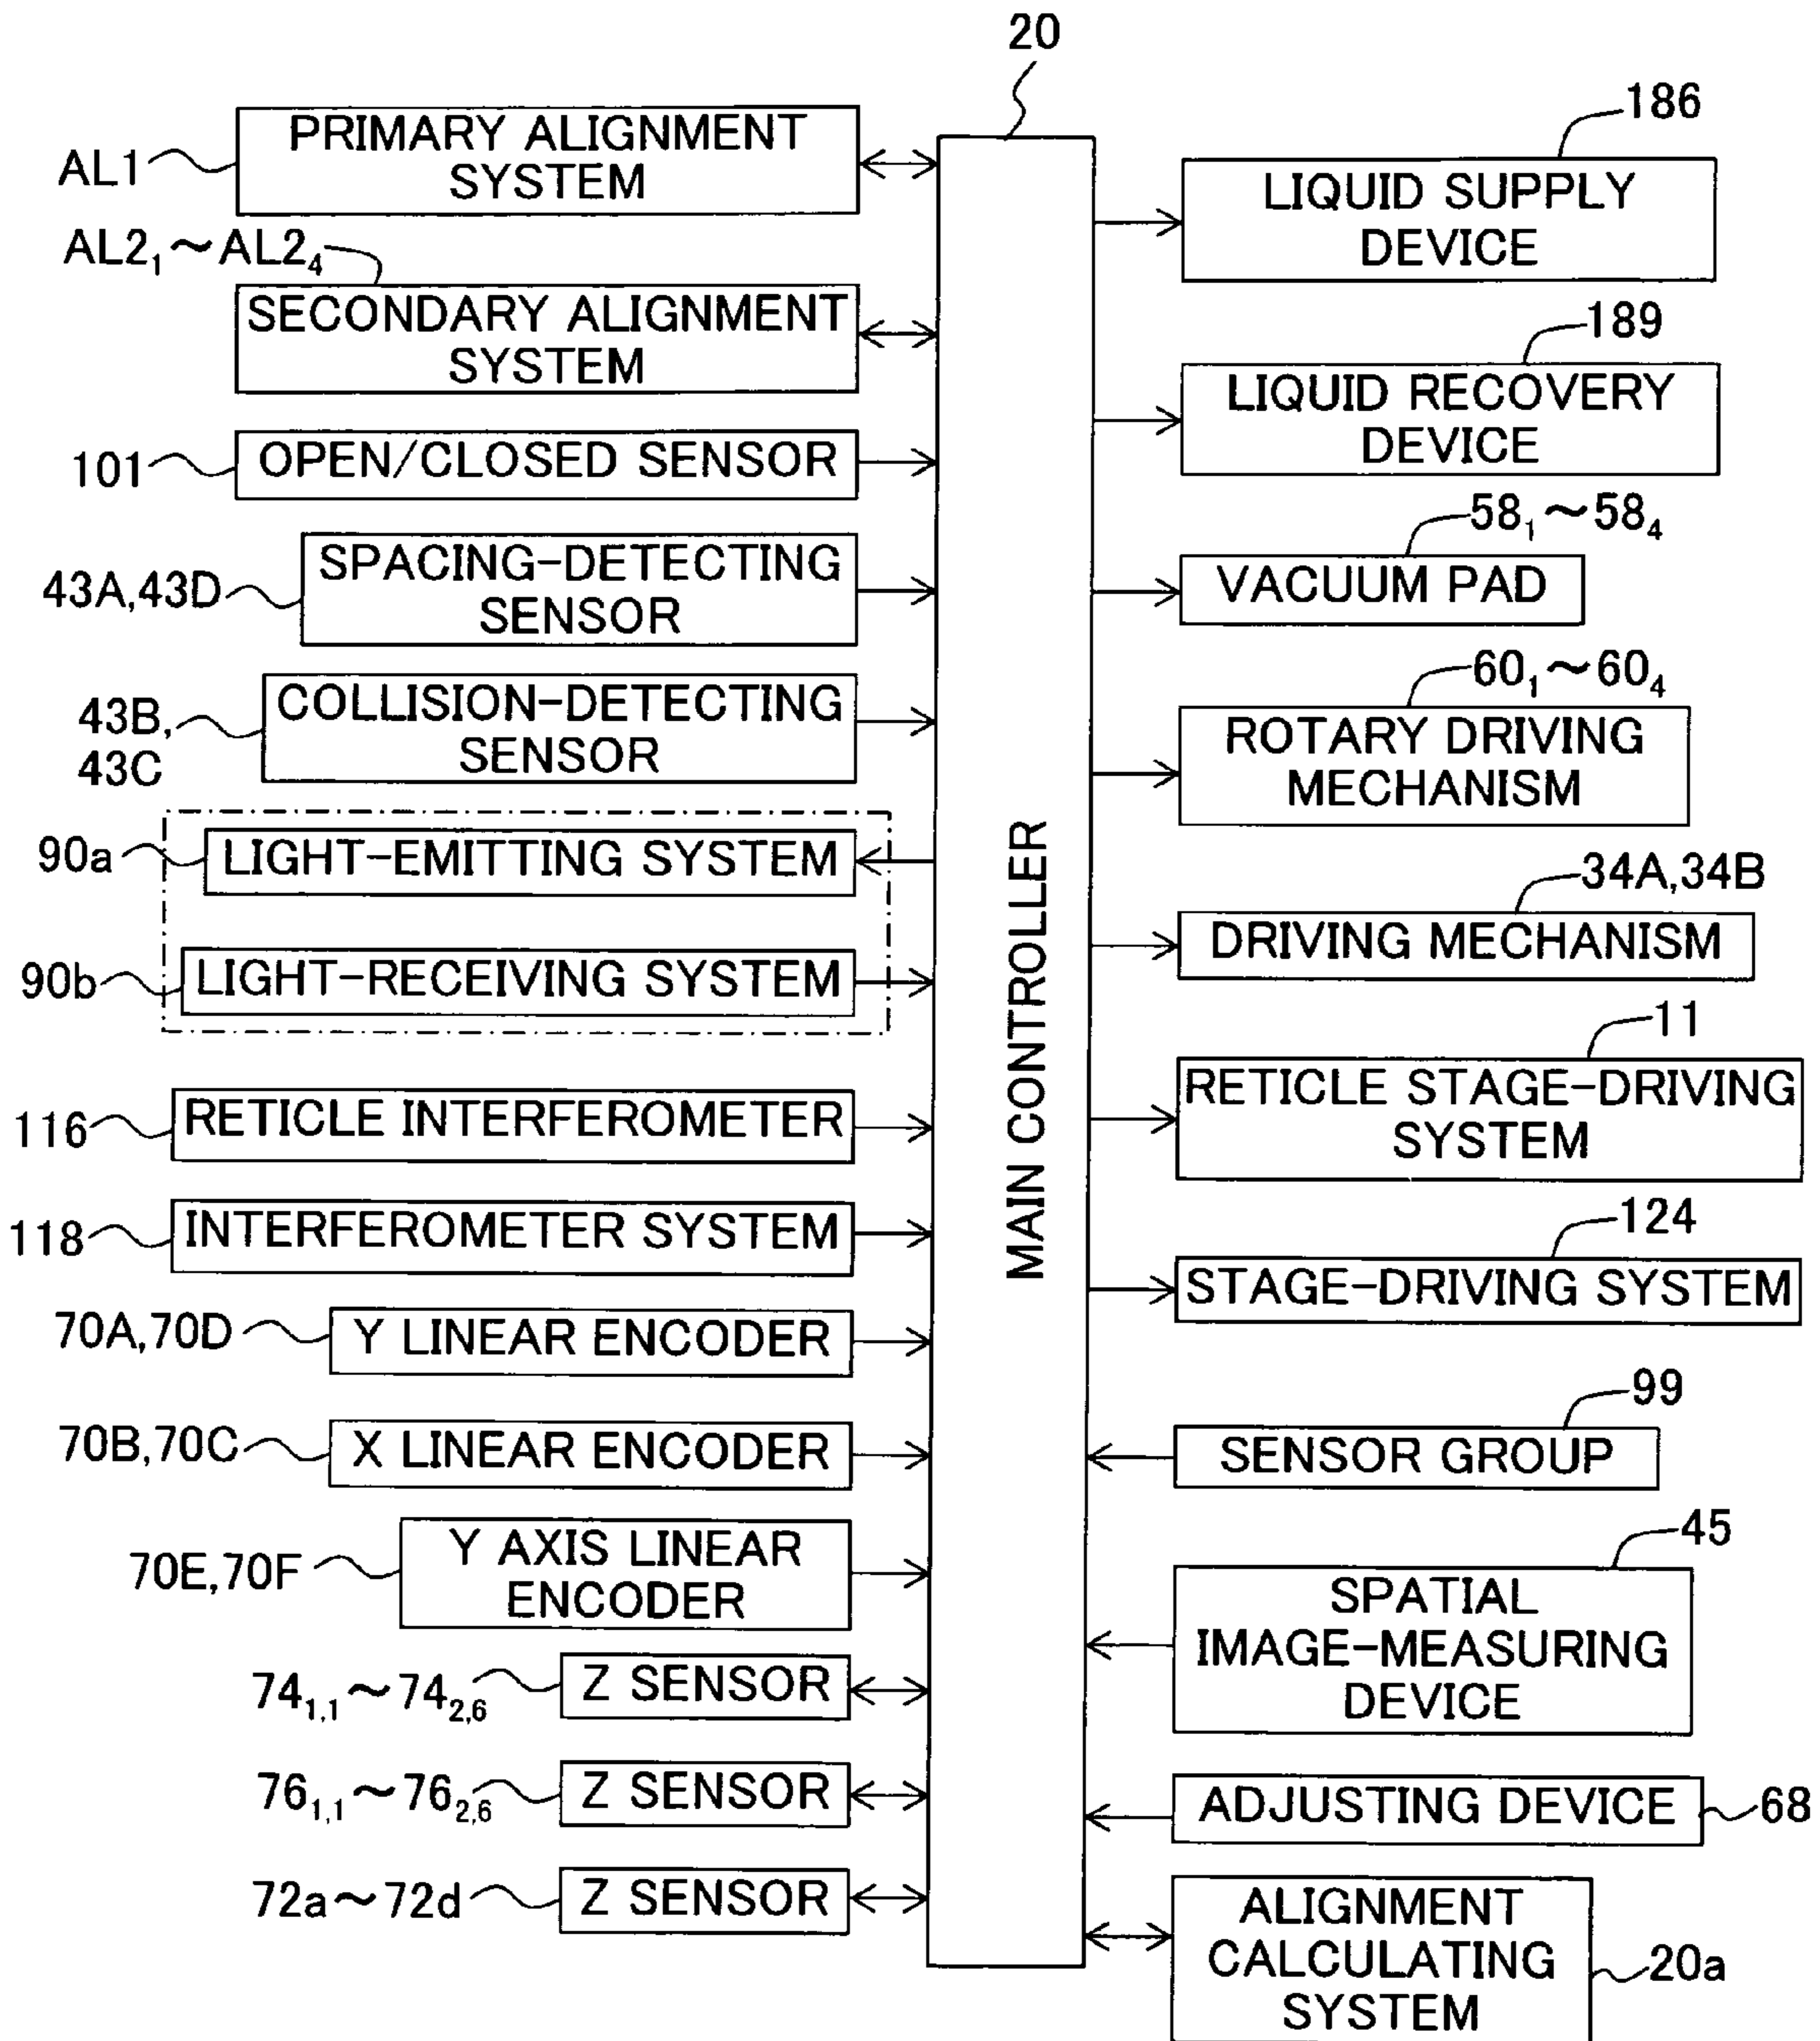 20
AL1
PRIMARY ALIGNMENT
SYSTEM
AL2₁~AL2₄
SECONDARY ALIGNMENT
SYSTEM
101
OPEN/CLOSED SENSOR
43A,43D
SPACING-DETECTING
SENSOR
43B,
43C
COLLISION-DETECTING
SENSOR
90a
LIGHT-EMITTING SYSTEM
90b
LIGHT-RECEIVING SYSTEM
116
RETICLE INTERFEROMETER
118
INTERFEROMETER SYSTEM
70A,70D
Y LINEAR ENCODER
70B,70C
X LINEAR ENCODER
70E,70F
Y AXIS LINEAR
ENCODER
74₁,₁~74₂,₆
Z SENSOR
76₁,₁~76₂,₆
Z SENSOR
72a~72d
Z SENSOR
MAIN CONTROLLER
186
LIQUID SUPPLY
DEVICE
189
LIQUID RECOVERY
DEVICE
58₁~58₄
VACUUM PAD
60₁~60₄
ROTARY DRIVING
MECHANISM
34A,34B
DRIVING MECHANISM
11
RETICLE STAGE-DRIVING
SYSTEM
124
STAGE-DRIVING SYSTEM
99
SENSOR GROUP
45
SPATIAL
IMAGE-MEASURING
DEVICE
ADJUSTING DEVICE
68
ALIGNMENT
CALCULATING
SYSTEM
20a